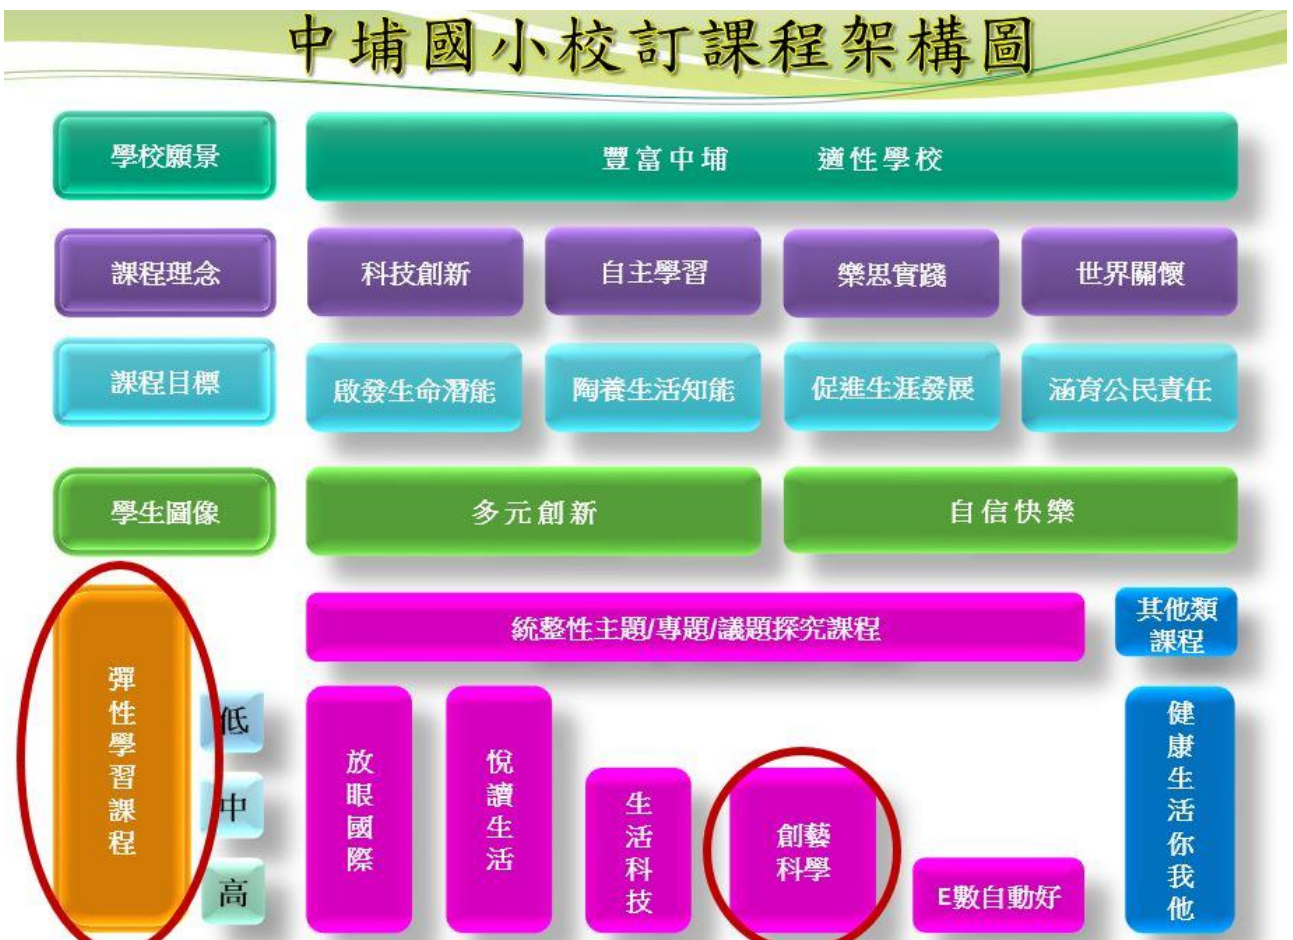 中埔國小校訂課程架構圖
學校願景
豐富中埔 適性學校
課程理念
科技創新
自主學習
樂思實踐
世界關懷
課程目標
啟發生命潛能
陶養生活知能
促進生涯發展
涵育公民責任
學生圖像
多元創新
自信快樂
彈性學習課程
低
中
高
統整性主題/專題/議題探究課程
其他類
課程
放眼國際
悅讀生活
生活科技
創藝
科學
E數自動好
健康生活你我他